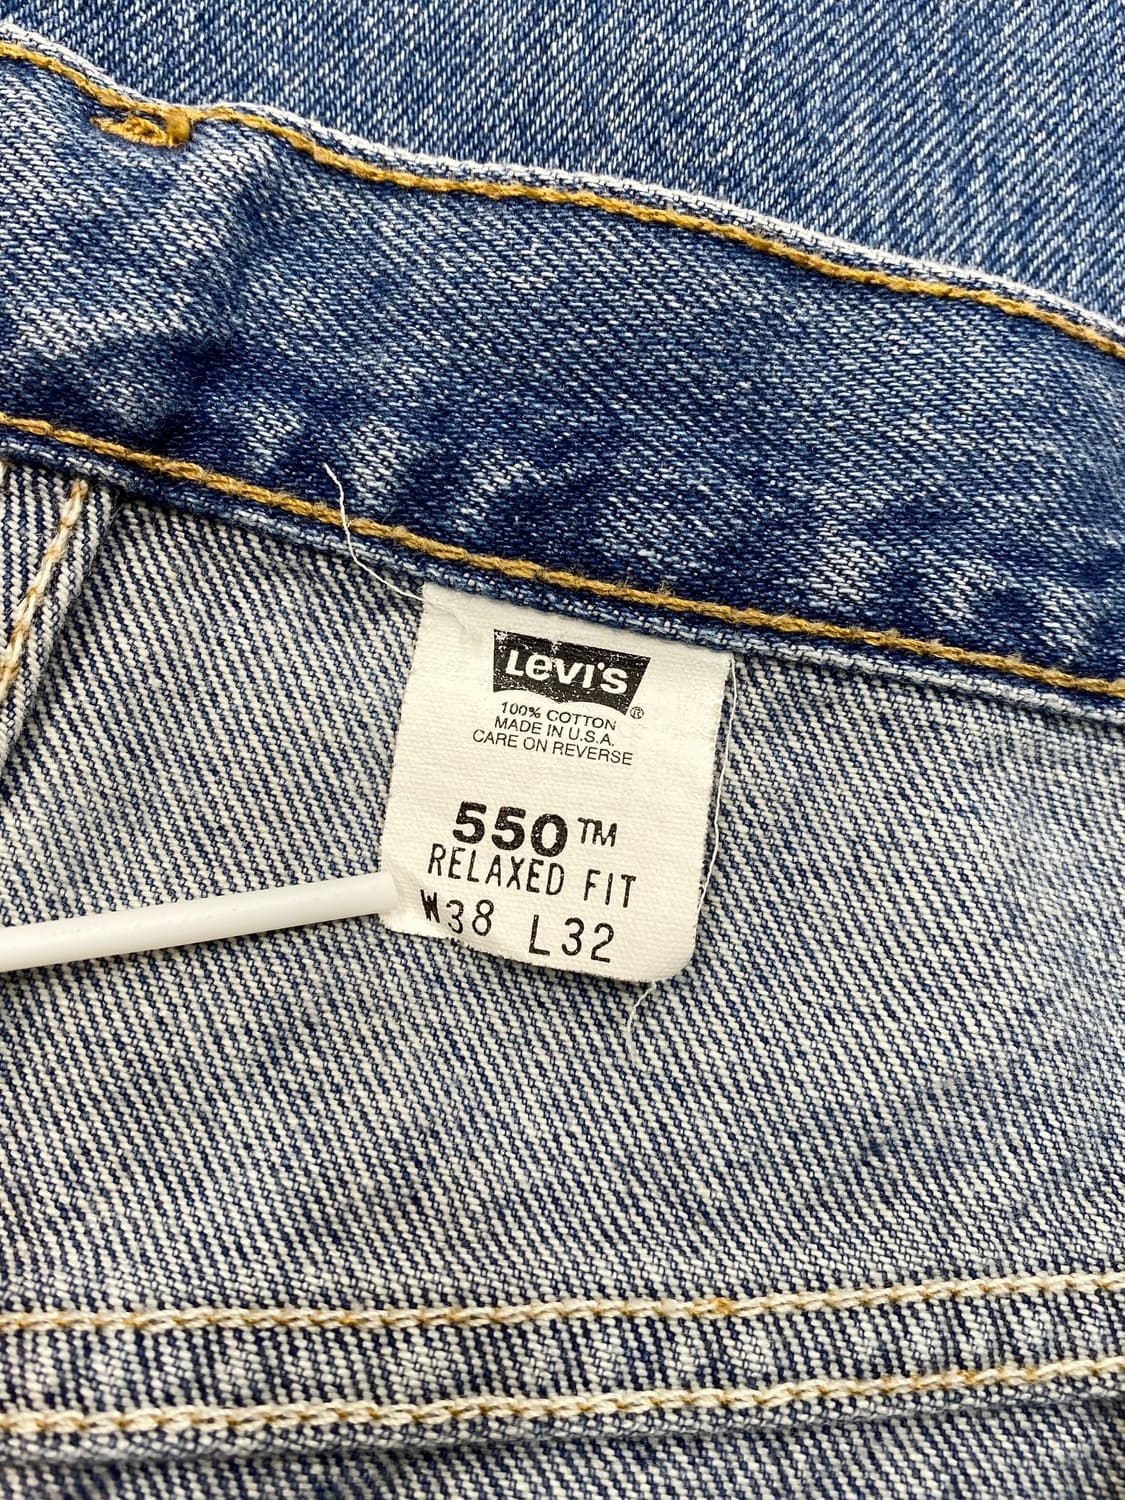 Levi's ®
100% COTTON
MADE IN U.S.A.
CARE ON REVERSE
550™
RELAXED FIT
W38 L32